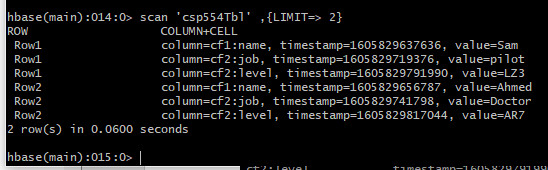 hbase(main):014:0> scan 'csp554Tbl' ,{LIMIT=> 2}
ROW                   COLUMN+CELL
 Row1                 column=cf1:name, timestamp=1605829637636, value=Sam
 Row1                 column=cf2:job, timestamp=1605829719376, value=pilot
 Row1                 column=cf2:level, timestamp=1605829791990, value=LZ3
 Row2                 column=cf1:name, timestamp=1605829656787, value=Ahmed
 Row2                 column=cf2:job, timestamp=1605829741798, value=Doctor
 Row2                 column=cf2:level, timestamp=1605829817044, value=AR7
2 row(s) in 0.0600 seconds
hbase(main):015:0>